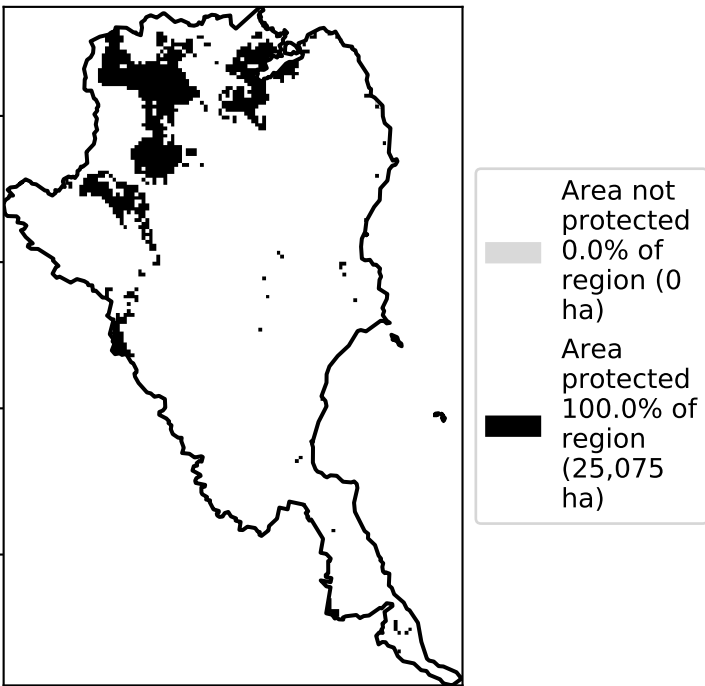 Area not
protected
0.0% of
region (0
ha)
Area
protected
100.0% of
region
(25,075
ha)